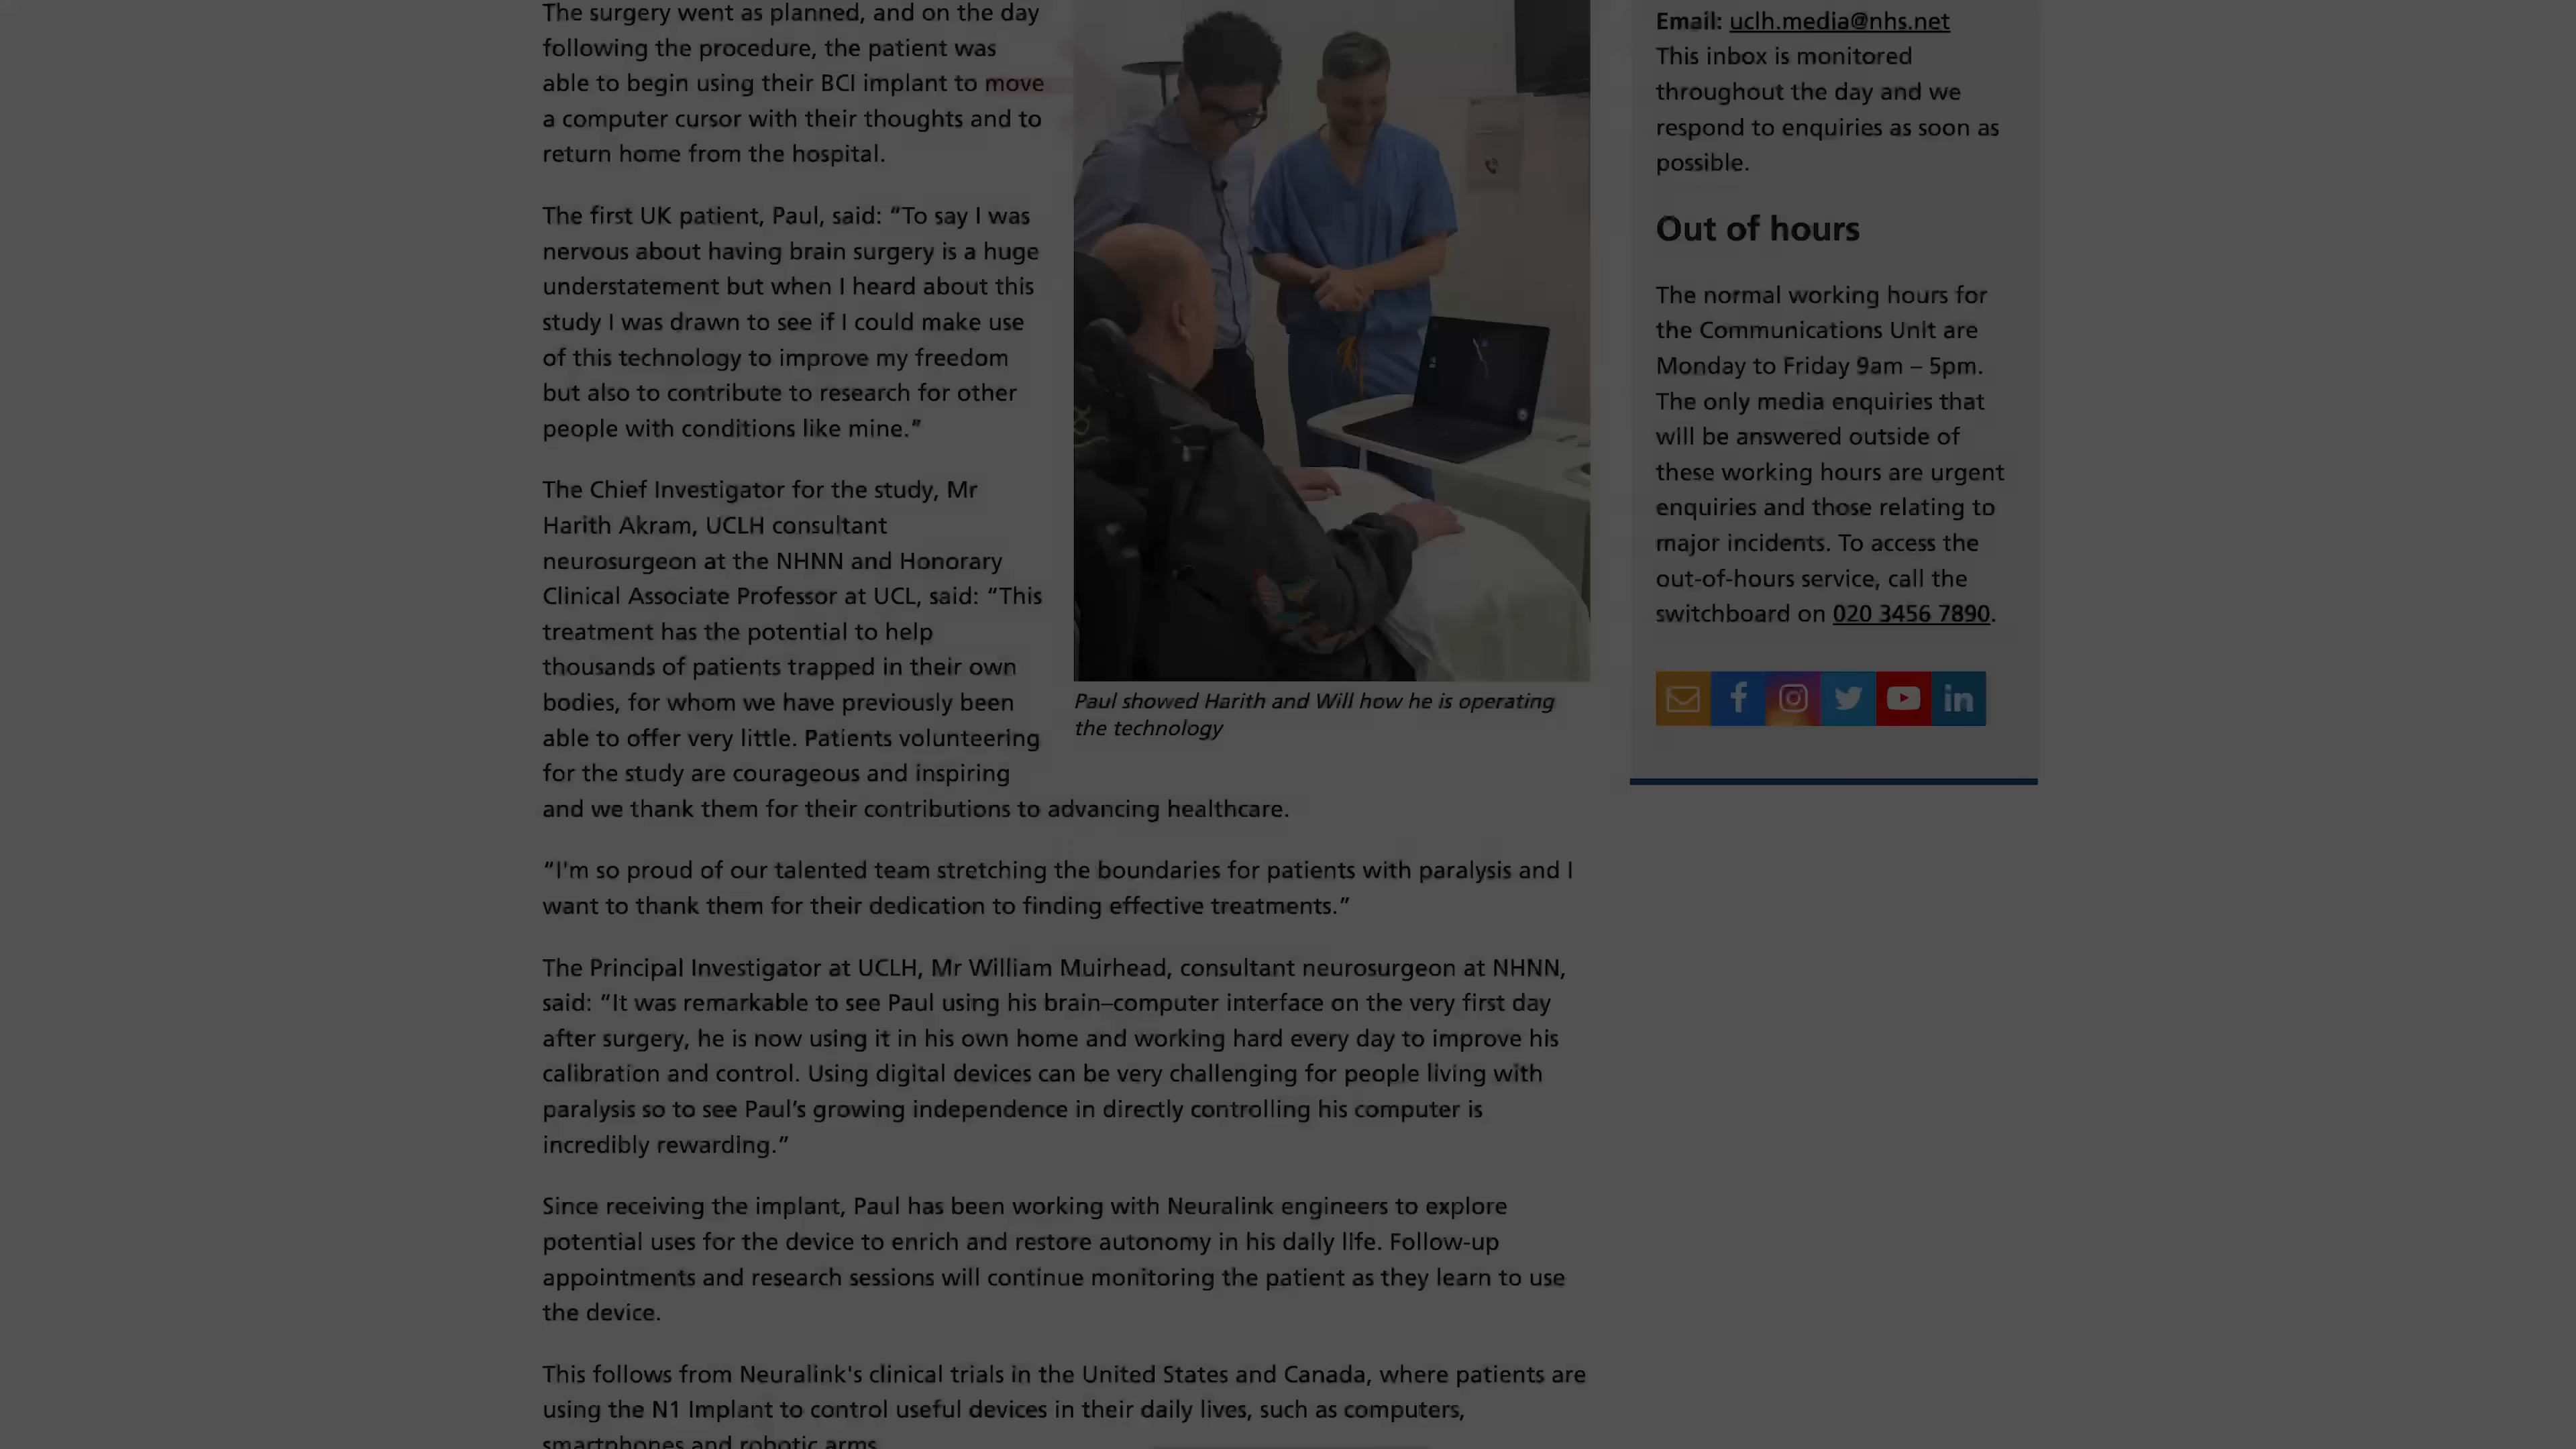 The surgery went as planned, and on the day
following the procedure, the patient was
able to begin using their BCI implant to move
a computer cursor with their thoughts and to
return home from the hospital.
The first UK patient, Paul, said: “To say I was
nervous about having brain surgery is a huge
understatement but when I heard about this
study I was drawn to see if I could make use
of this technology to improve my freedom
but also to contribute to research for other
people with conditions like mine.”
The Chief Investigator for the study, Mr
Harith Akram, UCLH consultant
neurosurgeon at the NHNN and Honorary
Clinical Associate Professor at UCL, said: “This
treatment has the potential to help
thousands of patients trapped in their own
bodies, for whom we have previously been
able to offer very little. Patients volunteering
for the study are courageous and inspiring
and we thank them for their contributions to advancing healthcare.
“I'm so proud of our talented team stretching the boundaries for patients with paralysis and I
want to thank them for their dedication to finding effective treatments.”
The Principal Investigator at UCLH, Mr William Muirhead, consultant neurosurgeon at NHNN,
said: “It was remarkable to see Paul using his brain–computer interface on the very first day
after surgery, he is now using it in his own home and working hard every day to improve his
calibration and control. Using digital devices can be very challenging for people living with
paralysis so to see Paul’s growing independence in directly controlling his computer is
incredibly rewarding.”
Since receiving the implant, Paul has been working with Neuralink engineers to explore
potential uses for the device to enrich and restore autonomy in his daily life. Follow-up
appointments and research sessions will continue monitoring the patient as they learn to use
the device.
This follows from Neuralink's clinical trials in the United States and Canada, where patients are
using the N1 Implant to control useful devices in their daily lives, such as computers,
smartphones and robotic arms
Paul showed Harith and Will how he is operating
the technology
Email: uclh.media@nhs.net
This inbox is monitored
throughout the day and we
respond to enquiries as soon as
possible.
Out of hours
The normal working hours for
the Communications Unit are
Monday to Friday 9am – 5pm.
The only media enquiries that
will be answered outside of
these working hours are urgent
enquiries and those relating to
major incidents. To access the
out-of-hours service, call the
switchboard on 020 3456 7890.